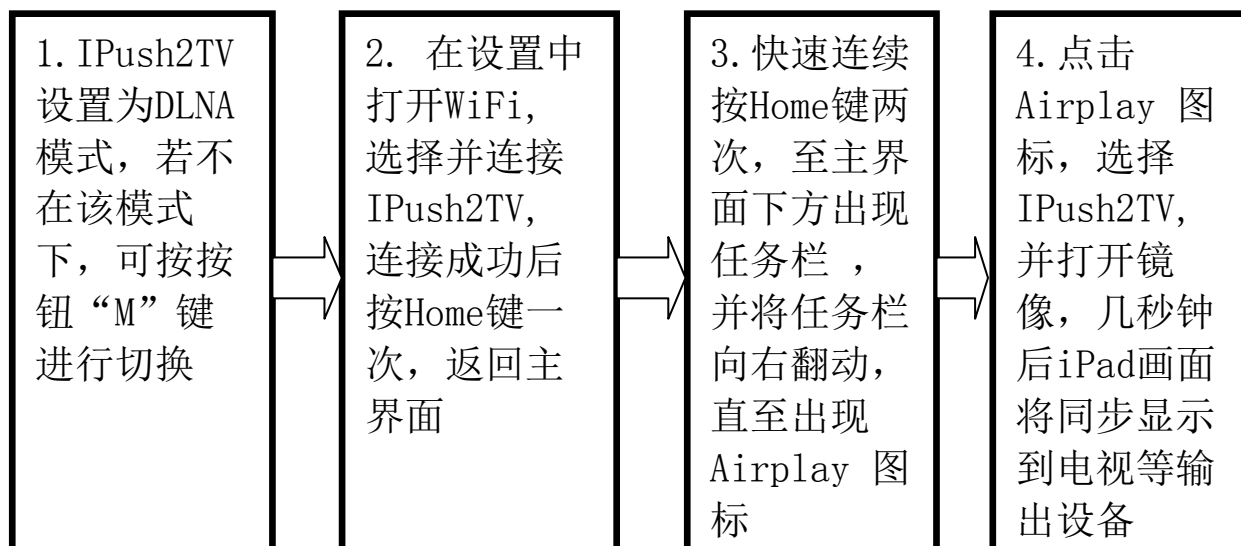 1.IPush2TV
设置为DLNA
模式，若不
在该模式
下，可按按
钮“M”键
进行切换
2. 在设置中
打开WiFi,
选择并连接
IPush2TV,
连接成功后
按Home键一
次，返回主
界面
3.快速连续
按Home键两
次，至主界
面下方出现
任务栏 ，
并将任务栏
向右翻动，
直至出现
Airplay 图
标
4.点击
Airplay 图
标，选择
IPush2TV,
并打开镜
像，几秒钟
后iPad画面
将同步显示
到电视等输
出设备